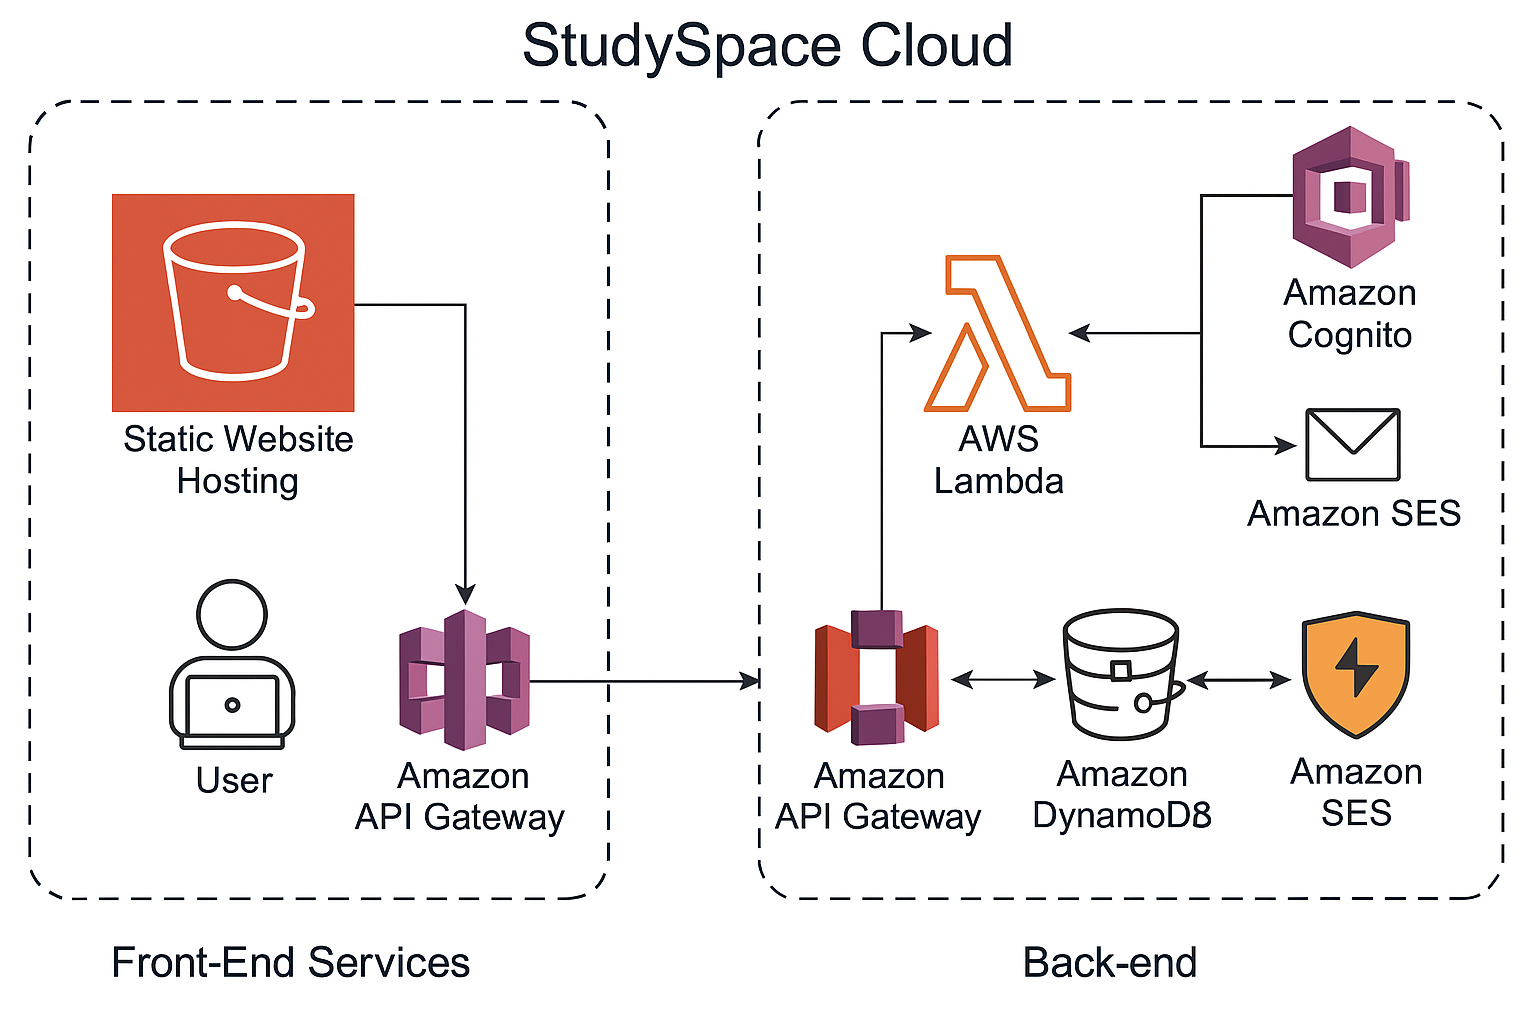 StudySpace Cloud
Static Website
Hosting
User
Amazon
API Gateway
Front-End Services
Amazon
Cognito
AWS
Lambda
Amazon SES
Amazon
API Gateway
Amazon
DynamoD8
Amazon
SES
Back-end